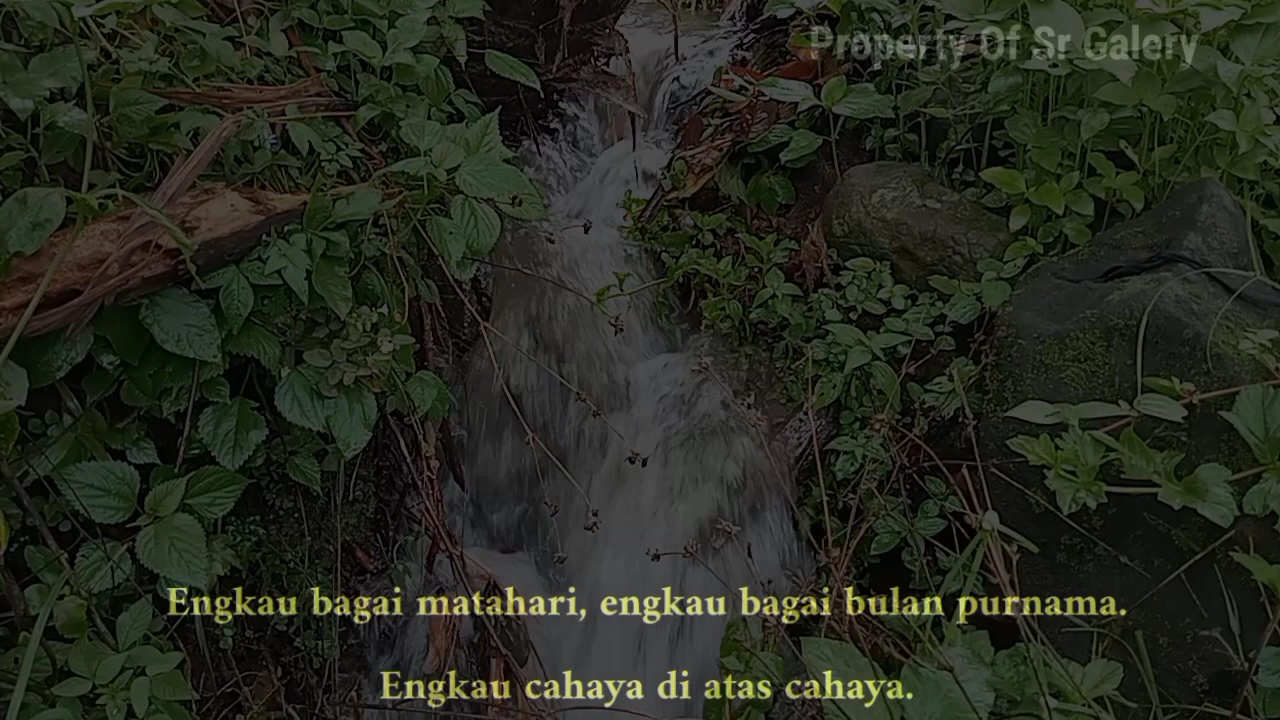 Property Of Sr Galery
Engkau bagai matahari, engkau bagai bulan purnama.
Engkau cahaya di atas cahaya.